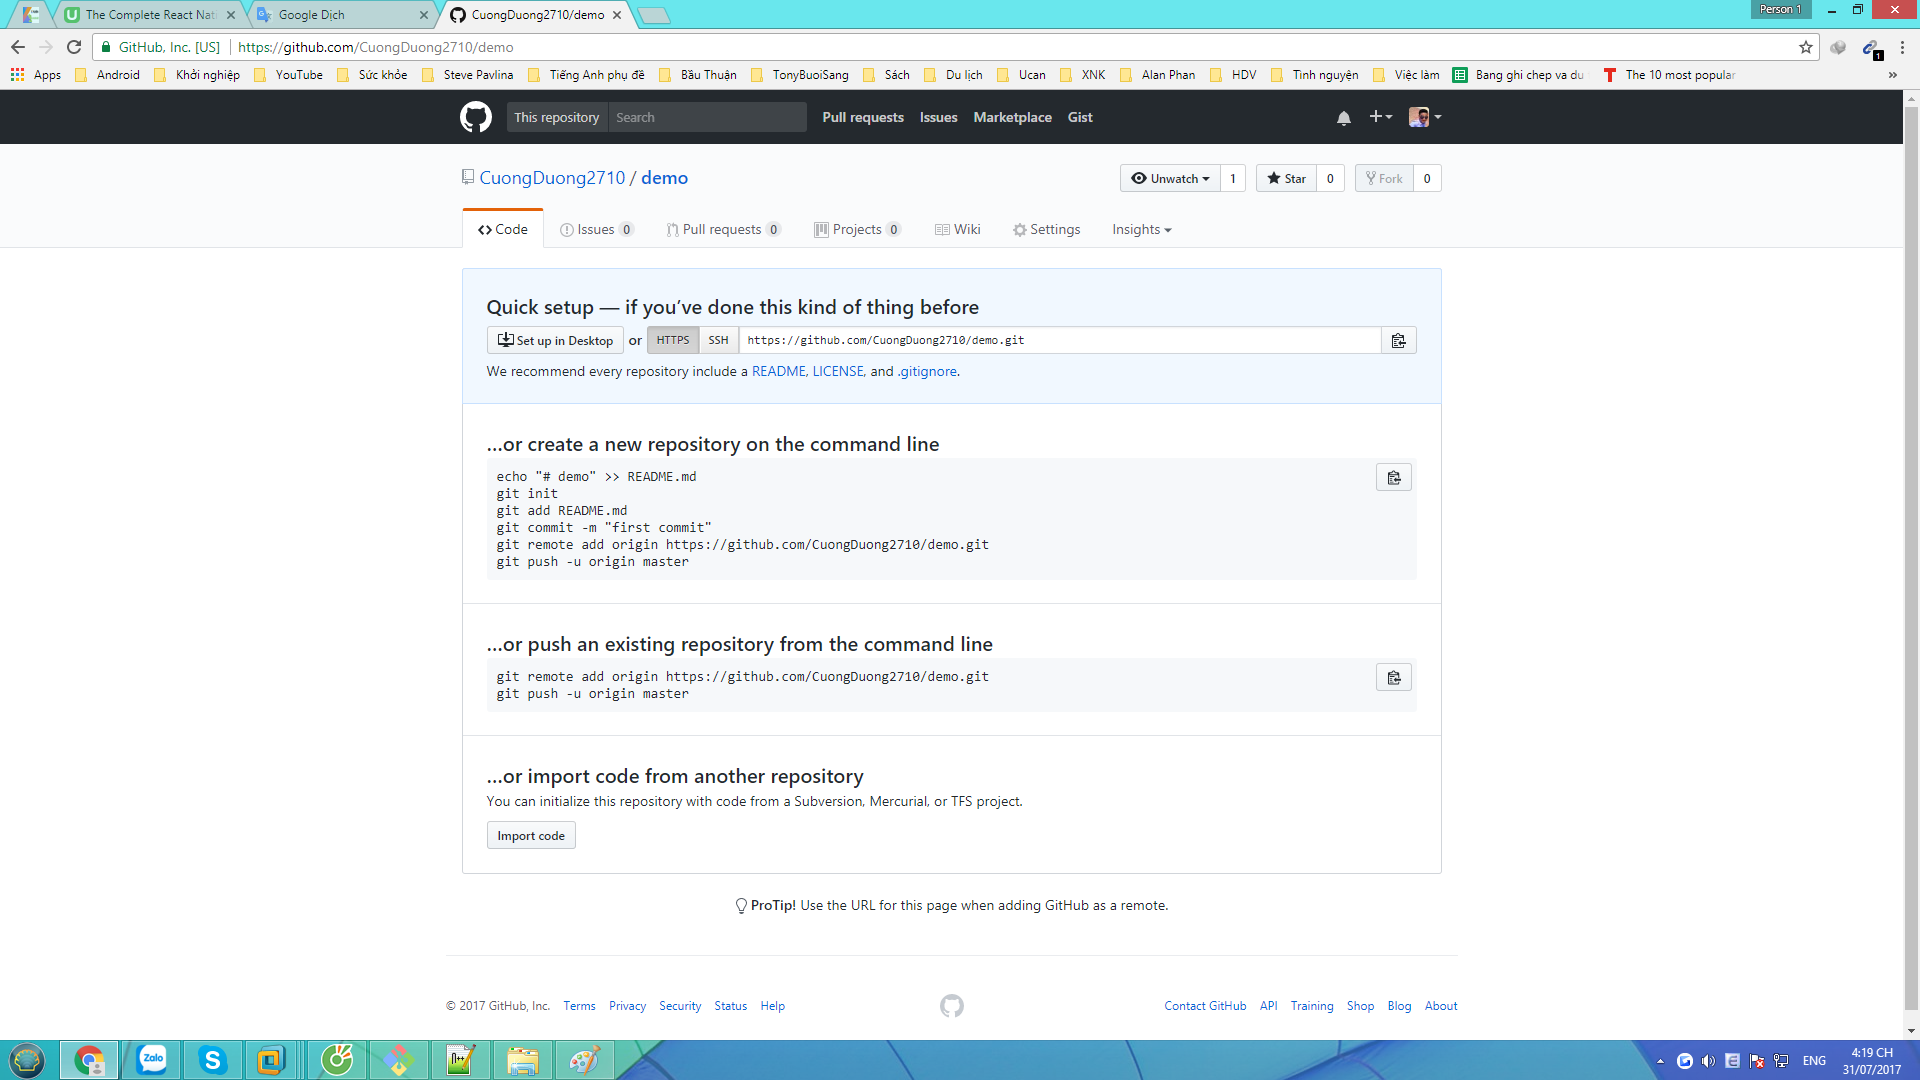 The Complete React Nati
Google Dịch
CuongDuong2710/demo
Person 1
GitHub, Inc. [US]
https://github.com/CuongDuong2710/demo
Apps
Android
Khởi nghiệp
YouTube
Sức khỏe
Steve Pavlina
Tiếng Anh phụ đề
Bầu Thuận
TonyBuoiSang
Sách
Du lịch
Ucan
XNK
Alan Phan
HDV
Tình nguyện
Việc làm
Bang ghi chep va du
The 10 most popular
»
This repository
Search
Pull requests
Issues
Marketplace
Gist
CuongDuong2710 / demo
Unwatch
1
Star
0
Fork
0
Code
Issues 0
Pull requests 0
Projects 0
Wiki
Settings
Insights
Quick setup — if you’ve done this kind of thing before
Set up in Desktop
or
HTTPS
SSH
https://github.com/CuongDuong2710/demo.git
We recommend every repository include a README, LICENSE, and .gitignore.
…or create a new repository on the command line
echo "# demo" >> README.md
git init
git add README.md
git commit -m "first commit"
git remote add origin https://github.com/CuongDuong2710/demo.git
git push -u origin master
…or push an existing repository from the command line
git remote add origin https://github.com/CuongDuong2710/demo.git
git push -u origin master
…or import code from another repository
You can initialize this repository with code from a Subversion, Mercurial, or TFS project.
Import code
ProTip! Use the URL for this page when adding GitHub as a remote.
© 2017 GitHub, Inc.
Terms
Privacy
Security
Status
Help
Contact GitHub
API
Training
Shop
Blog
About
Zalo
ENG
4:19 CH
31/07/2017